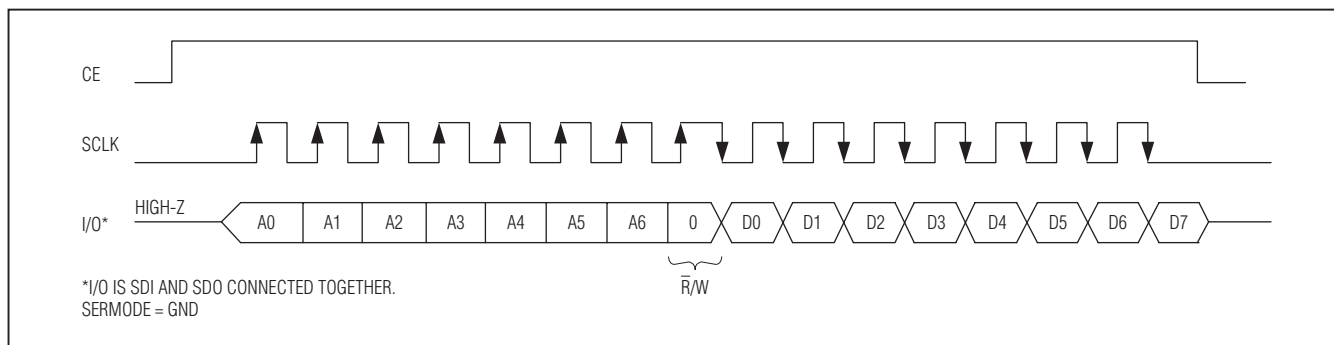 CE
SCLK
I/O* HIGH-Z A0 A1 A2 A3 A4 A5 A6 0 D0 D1 D2 D3 D4 D5 D6 D7
R̅/W
*I/O IS SDI AND SDO CONNECTED TOGETHER.
SERMODE = GND